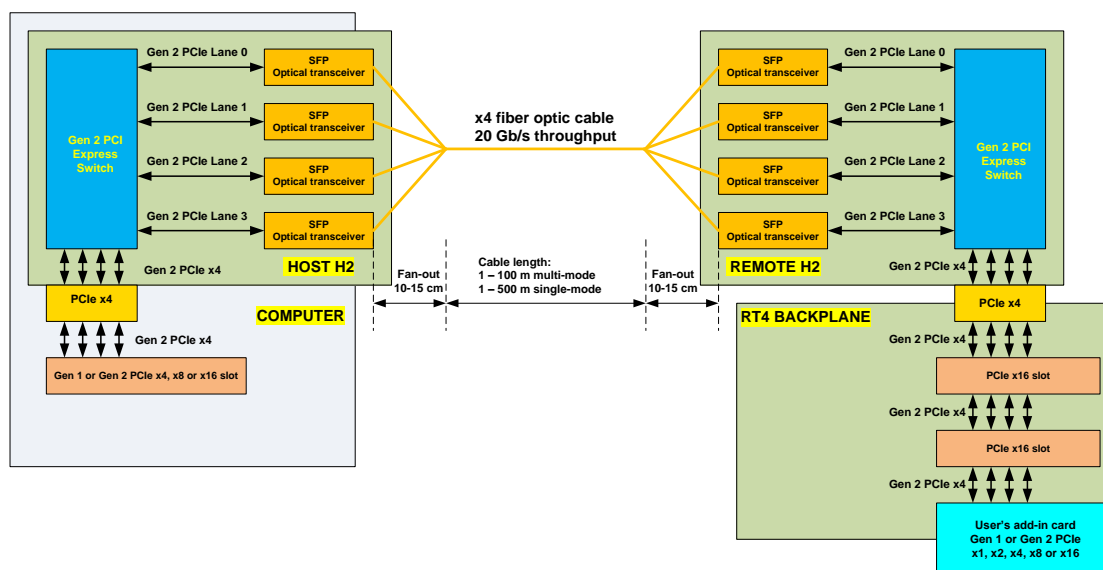 Gen 2 PCI
Express
Switch
Gen 2 PCIe Lane 0
Gen 2 PCIe Lane 1
Gen 2 PCIe Lane 2
Gen 2 PCIe Lane 3
SFP
Optical transceiver
SFP
Optical transceiver
SFP
Optical transceiver
SFP
Optical transceiver
HOST H2
Gen 2 PCIe x4
PCIe x4
COMPUTER
Gen 2 PCIe x4
Gen 1 or Gen 2 PCIe x4, x8 or x16 slot
x4 fiber optic cable
20 Gb/s throughput
Fan-out
10-15 cm
Cable length:
1 – 100 m multi-mode
1 – 500 m single-mode
Fan-out
10-15 cm
SFP
Optical transceiver
SFP
Optical transceiver
SFP
Optical transceiver
SFP
Optical transceiver
Gen 2 PCIe Lane 0
Gen 2 PCIe Lane 1
Gen 2 PCIe Lane 2
Gen 2 PCIe Lane 3
Gen 2 PCI
Express
Switch
REMOTE H2
Gen 2 PCIe x4
PCIe x4
RT4 BACKPLANE
Gen 2 PCIe x4
PCIe x16 slot
Gen 2 PCIe x4
PCIe x16 slot
Gen 2 PCIe x4
User's add-in card
Gen 1 or Gen 2 PCIe
x1, x2, x4, x8 or x16